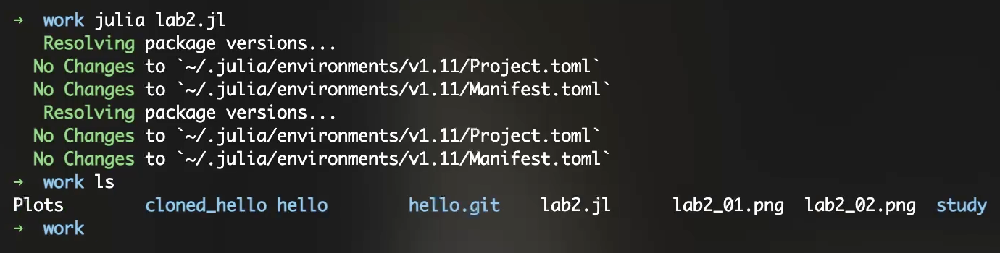 → work julia lab2.jl
Resolving package versions...
No Changes to `~/.julia/environments/v1.11/Project.toml`
No Changes to `~/.julia/environments/v1.11/Manifest.toml`
Resolving package versions...
No Changes to `~/.julia/environments/v1.11/Project.toml`
No Changes to `~/.julia/environments/v1.11/Manifest.toml`
→ work ls
Plots cloned_hello hello hello.git lab2.jl lab2_01.png lab2_02.png study
→ work